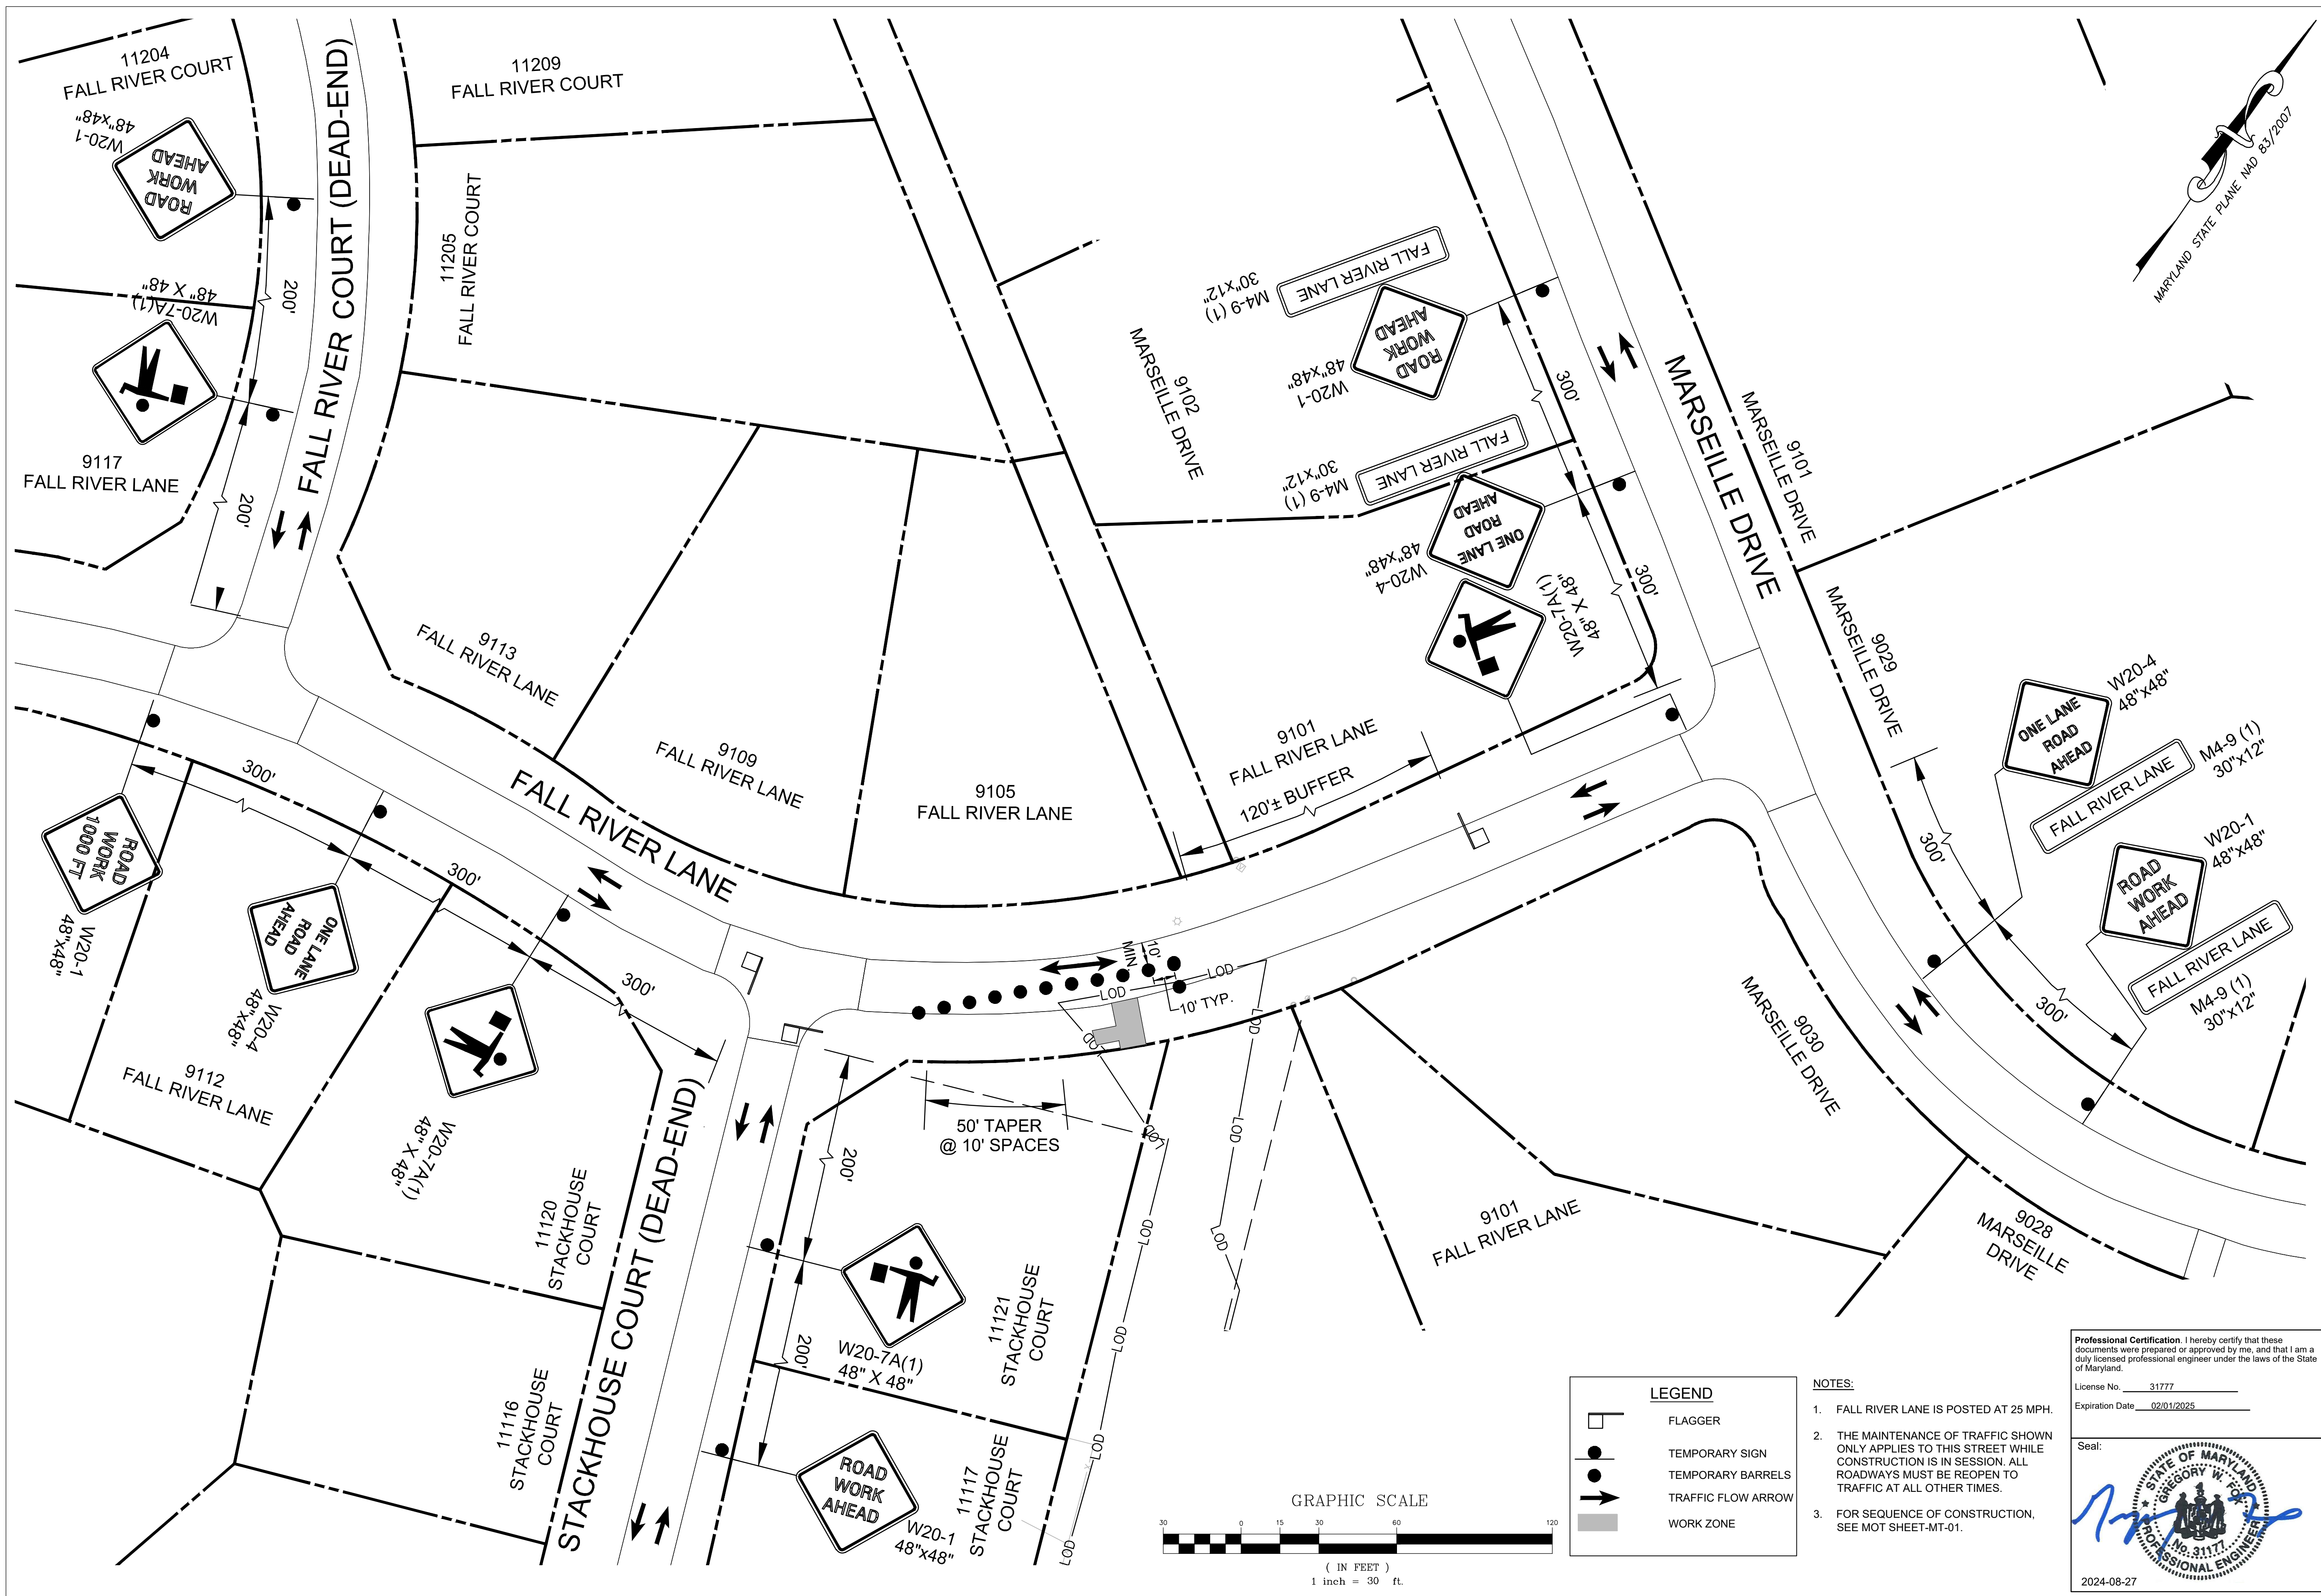 11204
FALL RIVER COURT
W20-1
48"x48"
ROAD
WORK
AHEAD
200'
W20-7A(1)
48" X 48"
200'
9117
FALL RIVER LANE
FALL RIVER COURT (DEAD-END)
11209
FALL RIVER COURT
11205
FALL RIVER COURT
9113
FALL RIVER LANE
9109
FALL RIVER LANE
9105
FALL RIVER LANE
FALL RIVER LANE
9102
MARSEILLE DRIVE
FALL RIVER LANE
M4-9 (1)
30"x12"
ROAD
WORK
AHEAD
W20-1
48"x48"
300'
FALL RIVER LANE
M4-9 (1)
30"x12"
ONE LANE
ROAD
AHEAD
W20-4
48"x48"
W20-7A(1)
48" X 48"
300'
9101
FALL RIVER LANE
120'± BUFFER
MARSEILLE DRIVE
9101
MARSEILLE DRIVE
9029
MARSEILLE DRIVE
MARYLAND STATE PLANE NAD 83/2007
ONE LANE
ROAD
AHEAD
W20-4
48"x48"
FALL RIVER LANE
M4-9 (1)
30"x12"
ROAD
WORK
AHEAD
W20-1
48"x48"
FALL RIVER LANE
M4-9 (1)
30"x12"
300'
300'
9030
MARSEILLE DRIVE
9028
MARSEILLE
DRIVE
300'
300'
300'
ROAD
WORK
1000 FT
W20-1
48"x48"
ONE LANE
ROAD
AHEAD
W20-4
48"x48"
W20-7A(1)
48" X 48"
9112
FALL RIVER LANE
11120
STACKHOUSE
COURT
11116
STACKHOUSE
COURT
STACKHOUSE COURT (DEAD-END)
10'
MIN.
10' TYP.
LOD
LOD
LOD
LOD
LOD
LOD
LOD
LOD
LOD
LOD
LOD
50' TAPER
@ 10' SPACES
200'
200'
W20-7A(1)
48" X 48"
11121
STACKHOUSE
COURT
ROAD
WORK
AHEAD
W20-1
48"x48"
11117
STACKHOUSE
COURT
9101
FALL RIVER LANE
GRAPHIC SCALE
30 0 15 30 60 120
( IN FEET )
1 inch = 30 ft.
LEGEND
FLAGGER
TEMPORARY SIGN
TEMPORARY BARRELS
TRAFFIC FLOW ARROW
WORK ZONE
NOTES:
1. FALL RIVER LANE IS POSTED AT 25 MPH.
2. THE MAINTENANCE OF TRAFFIC SHOWN
ONLY APPLIES TO THIS STREET WHILE
CONSTRUCTION IS IN SESSION. ALL
ROADWAYS MUST BE REOPEN TO
TRAFFIC AT ALL OTHER TIMES.
3. FOR SEQUENCE OF CONSTRUCTION,
SEE MOT SHEET-MT-01.
Professional Certification. I hereby certify that these
documents were prepared or approved by me, and that I am a
duly licensed professional engineer under the laws of the State
of Maryland.
License No. 31777
Expiration Date 02/01/2025
Seal:
STATE OF MARYLAND
GREGORY W.
No. 31177
PROFESSIONAL ENGINEER
2024-08-27